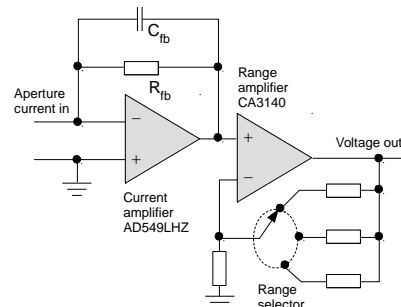 C_fb
R_fb
Range
amplifier
CA3140
Aperture
current in
−
+
+
−
Voltage out
Current
amplifier
AD549LHZ
Range
selector